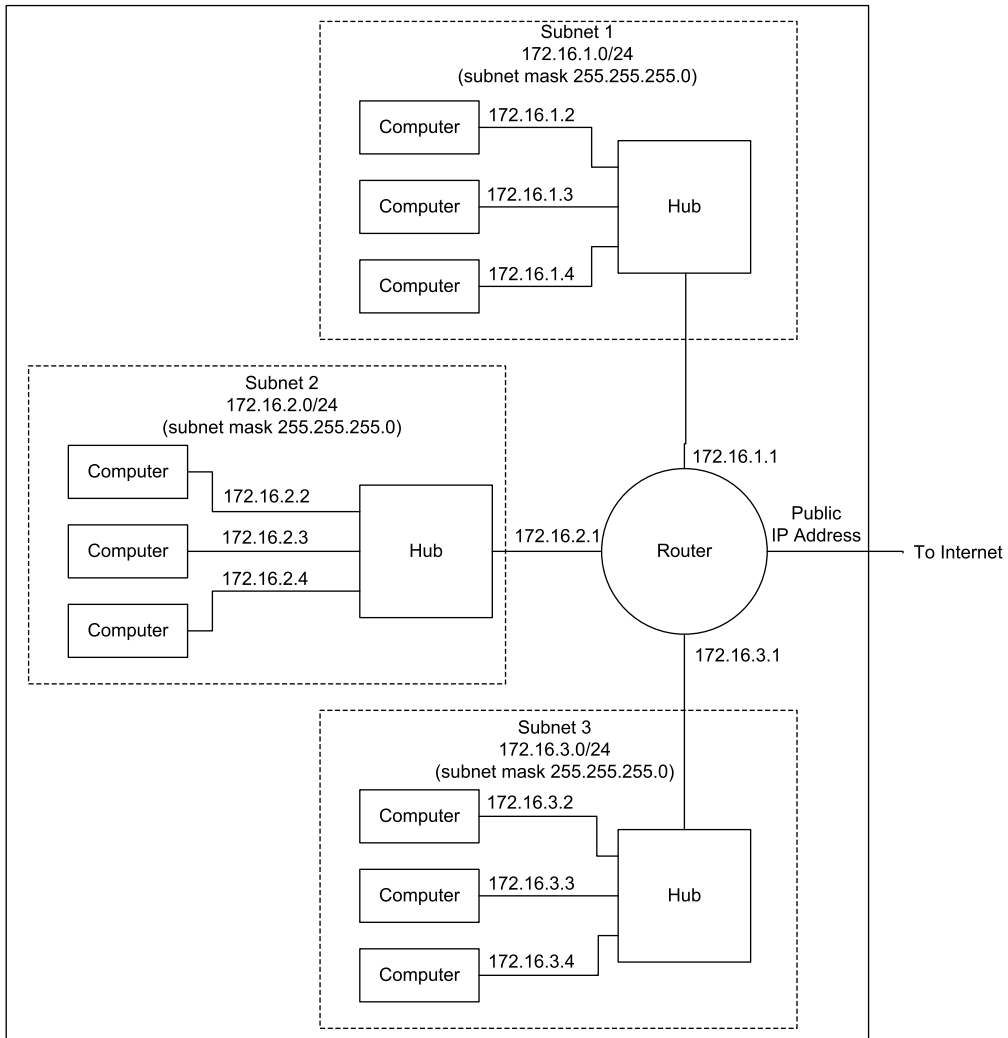 Subnet 1
172.16.1.0/24
(subnet mask 255.255.255.0)
Computer
172.16.1.2
Computer
172.16.1.3
Hub
Computer
172.16.1.4
Subnet 2
172.16.2.0/24
(subnet mask 255.255.255.0)
Computer
172.16.2.2
Computer
172.16.2.3
Hub
Computer
172.16.2.4
172.16.2.1
172.16.1.1
Router
Public
IP Address
To Internet
172.16.3.1
Subnet 3
172.16.3.0/24
(subnet mask 255.255.255.0)
Computer
172.16.3.2
Computer
172.16.3.3
Hub
Computer
172.16.3.4